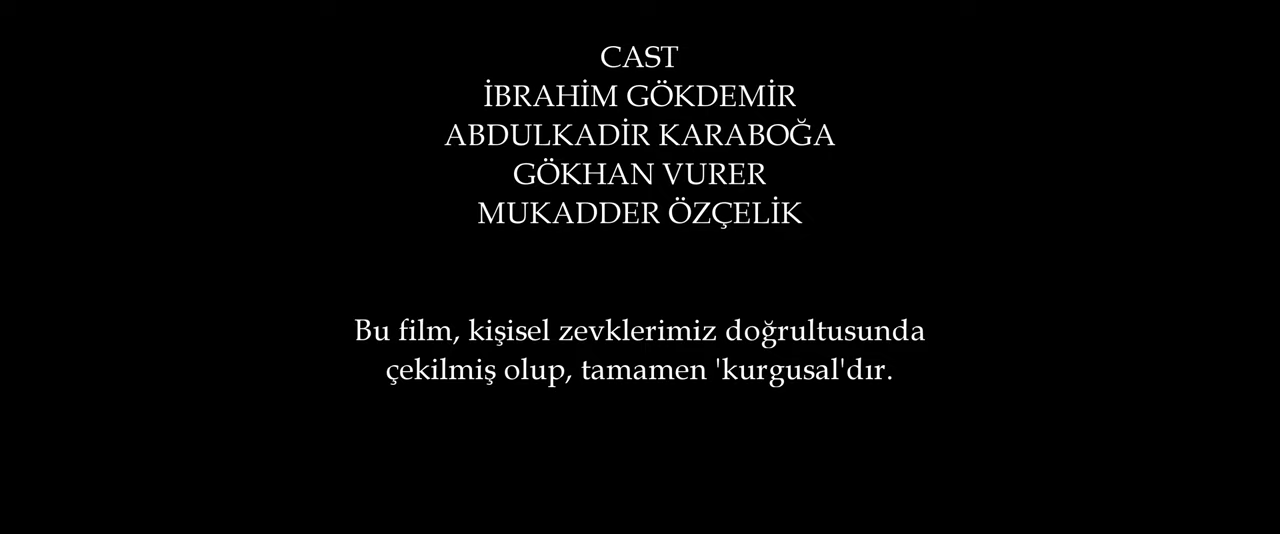 CAST
İBRAHİM GÖKDEMİR
ABDULKADİR KARABOĞA
GÖKHAN VURER
MUKADDER ÖZÇELİK
Bu film, kişisel zevklerimiz doğrultusunda
çekilmiş olup, tamamen 'kurgusal'dır.